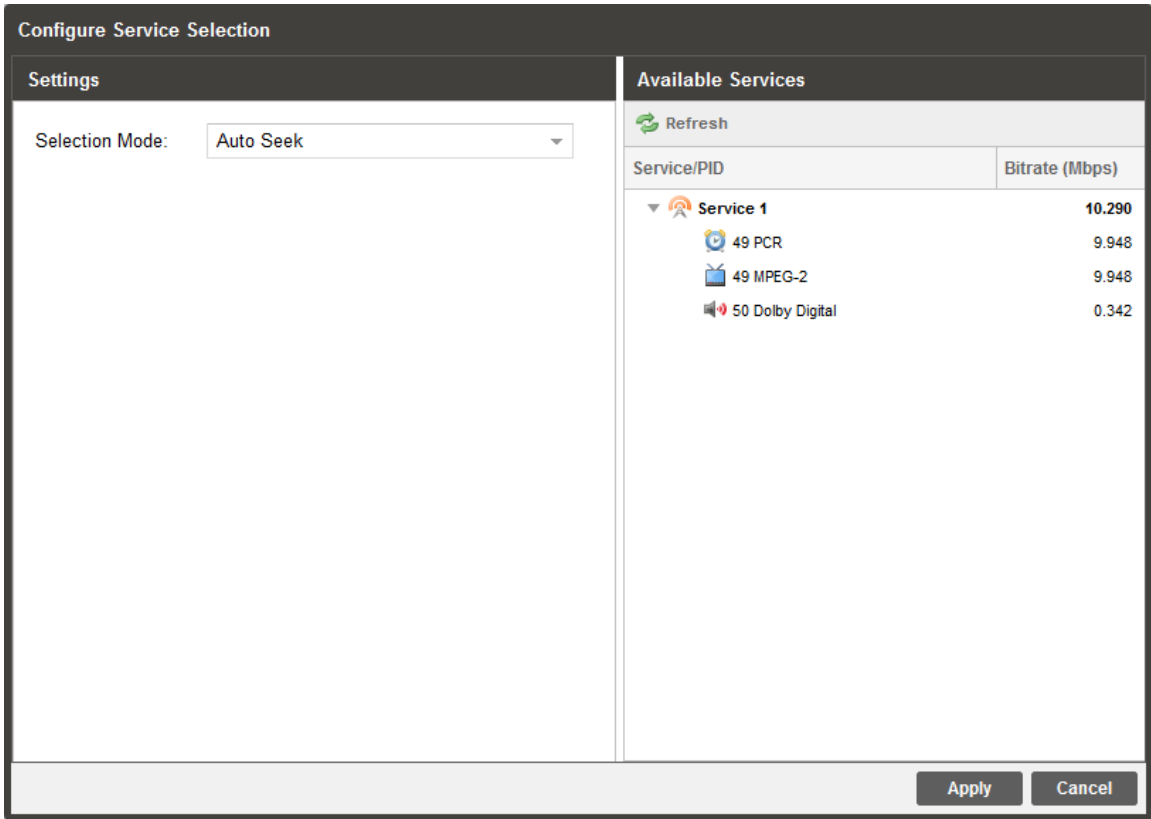 Configure Service Selection
Settings
Selection Mode: Auto Seek
Available Services
Refresh
Service/PID Bitrate (Mbps)
Service 1 10.290
49 PCR 9.948
49 MPEG-2 9.948
50 Dolby Digital 0.342
Apply Cancel